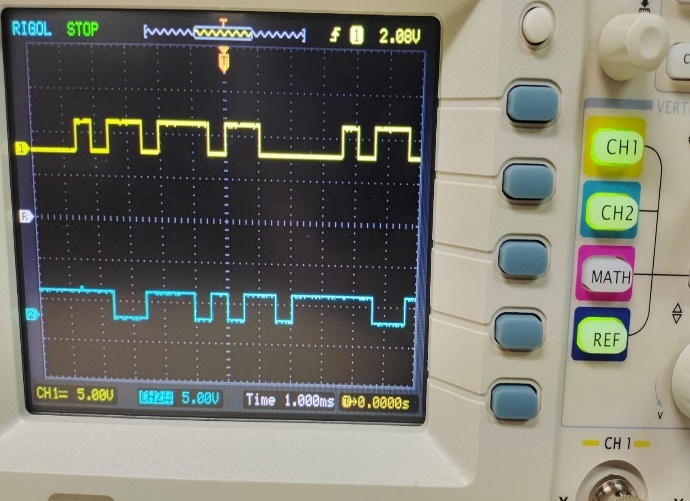 RIGOL STOP T 1 2.08V
T
1
R
2
CH1 5.00V CH2 5.00V Time 1.000ms T→0.0000s
VERT
CH1
CH2
MATH
REF
CH 1